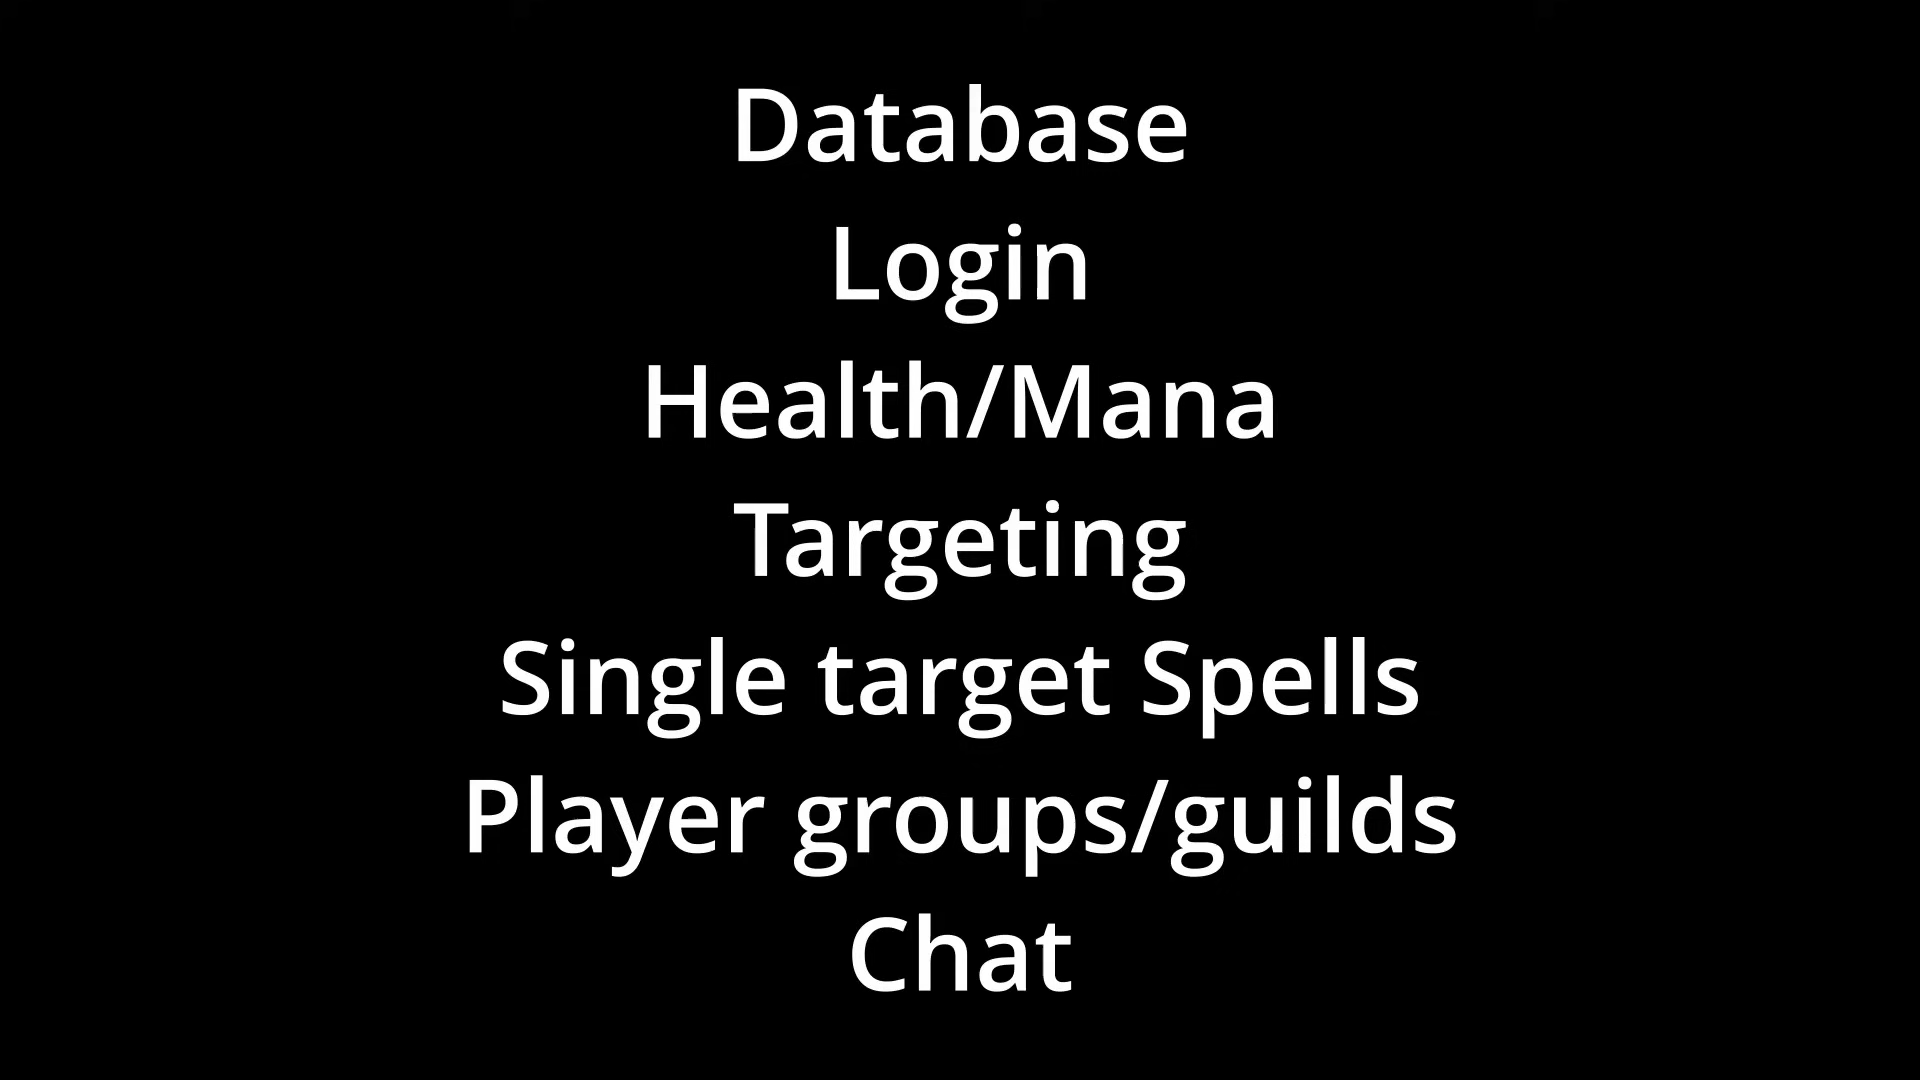 Database
Login
Health/Mana
Targeting
Single target Spells
Player groups/guilds
Chat